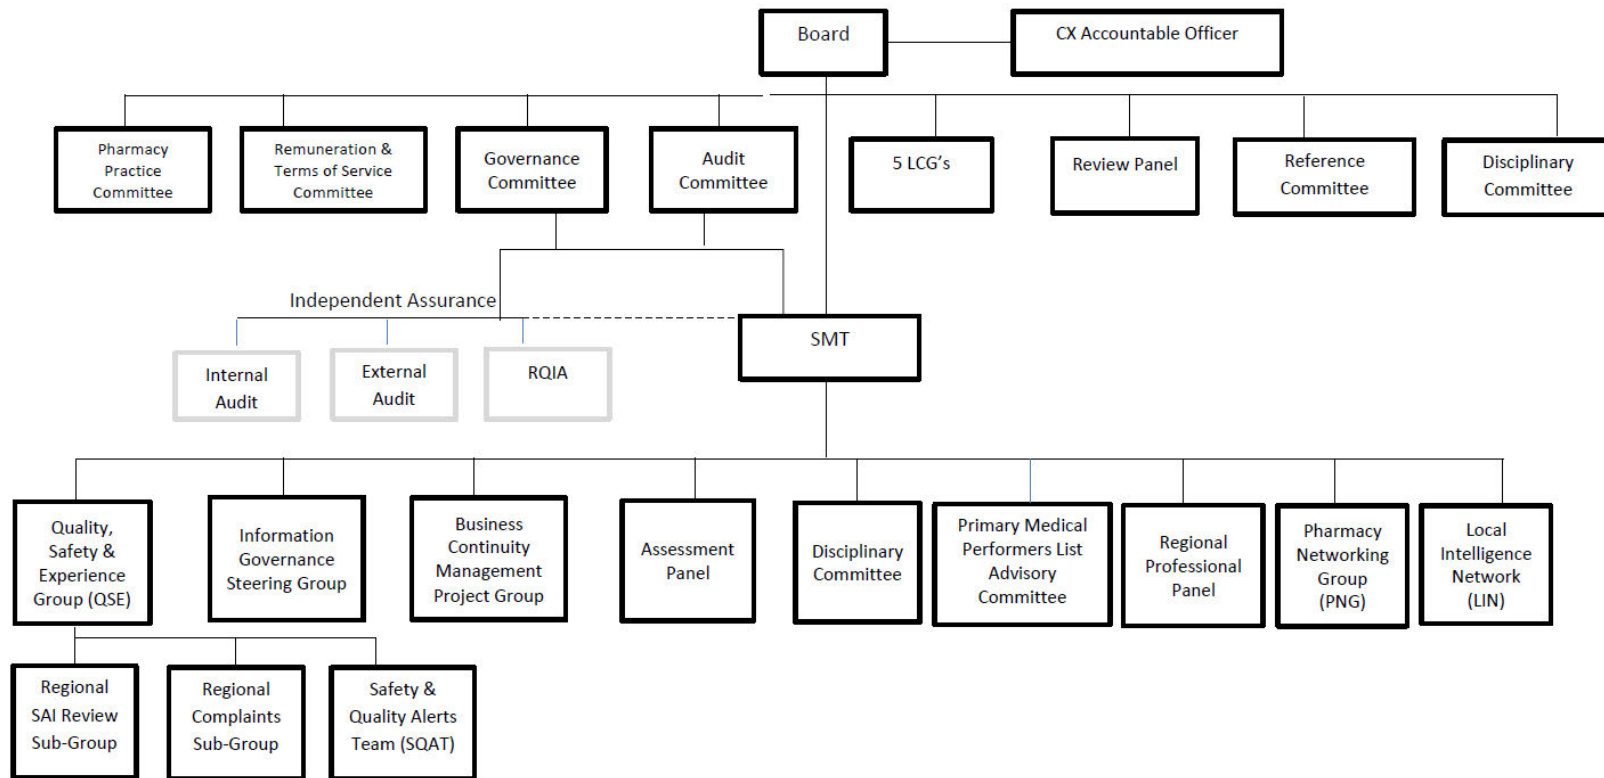 Board
CX Accountable Officer
Pharmacy
Practice
Committee
Remuneration &
Terms of Service
Committee
Governance
Committee
Audit
Committee
5 LCG's
Review Panel
Reference
Committee
Disciplinary
Committee
Independent Assurance
SMT
Internal
Audit
External
Audit
RQIA
Quality,
Safety &
Experience
Group (QSE)
Information
Governance
Steering Group
Business
Continuity
Management
Project Group
Assessment
Panel
Disciplinary
Committee
Primary Medical
Performers List
Advisory
Committee
Regional
Professional
Panel
Pharmacy
Networking
Group
(PNG)
Local
Intelligence
Network
(LIN)
Regional
SAI Review
Sub-Group
Regional
Complaints
Sub-Group
Safety &
Quality Alerts
Team (SQAT)